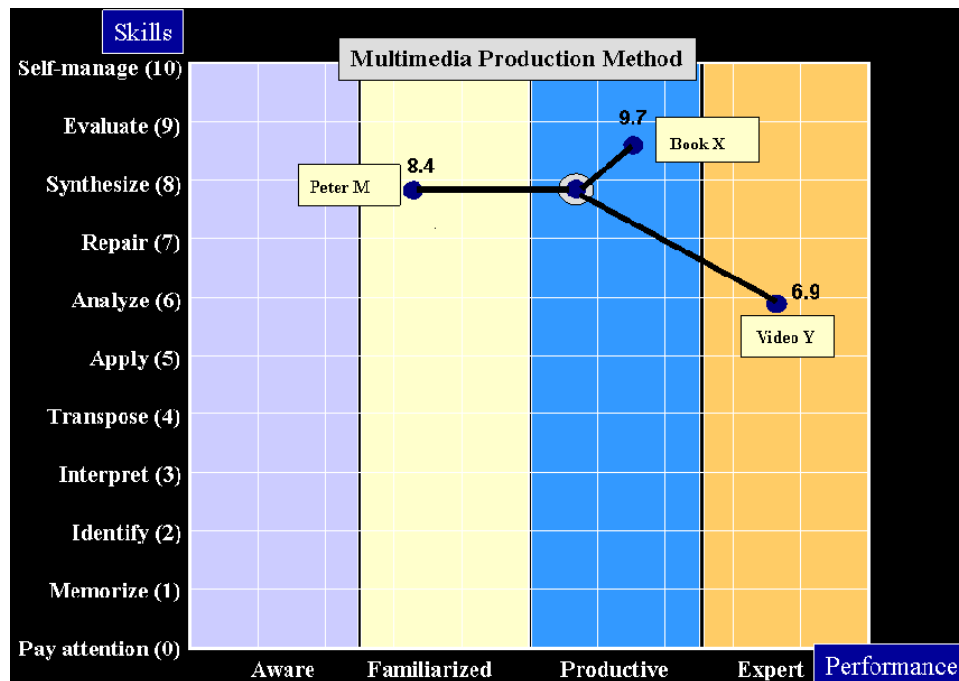 Skills
Multimedia Production Method
Self-manage (10)
Evaluate (9)
9.7
Book X
8.4
Peter M
Synthesize (8)
Repair (7)
Analyze (6)
6.9
Video Y
Apply (5)
Transpose (4)
Interpret (3)
Identify (2)
Memorize (1)
Pay attention (0)
Aware
Familiarized
Productive
Expert
Performance